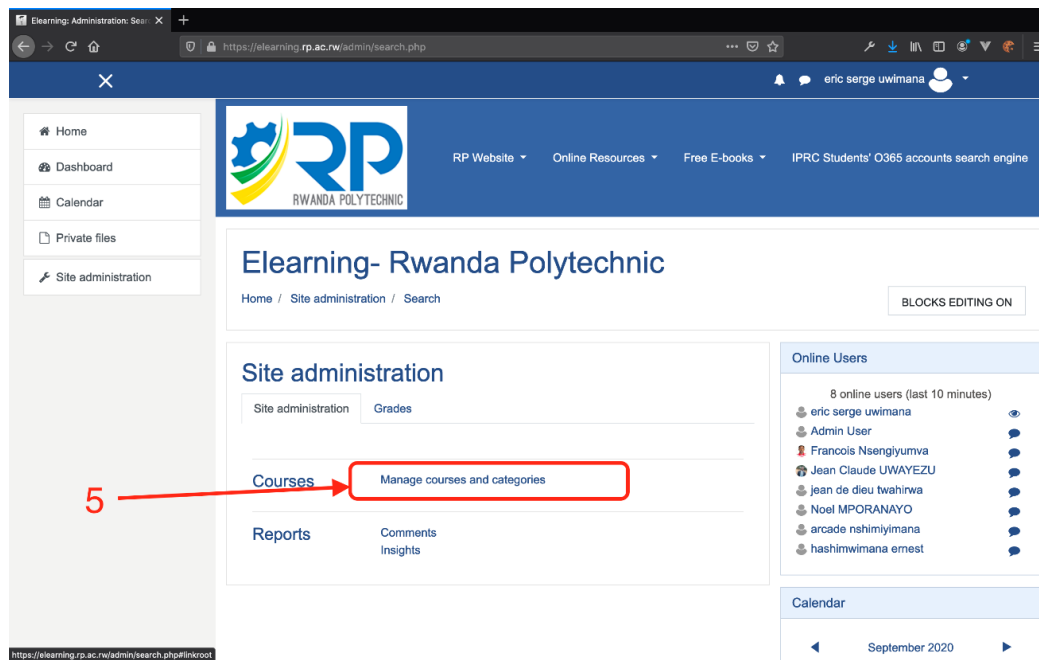 Elearning: Administration: Sear
https://elearning.rp.ac.rw/admin/search.php
eric serge uwimana
Home
Dashboard
Calendar
Private files
Site administration
RP
RWANDA POLYTECHNIC
RP Website
Online Resources
Free E-books
IPRC Students' O365 accounts search engine
Elearning- Rwanda Polytechnic
Home / Site administration / Search
BLOCKS EDITING ON
Site administration
Site administration
Grades
Courses
Manage courses and categories
5
Reports
Comments
Insights
Online Users
8 online users (last 10 minutes)
eric serge uwimana
Admin User
Francois Nsengiyumva
Jean Claude UWAYEZU
jean de dieu twahirwa
Noel MPORANAYO
arcade nshimiyimana
hashimwimana ernest
Calendar
September 2020
https://elearning.rp.ac.rw/admin/search.php#linkroot